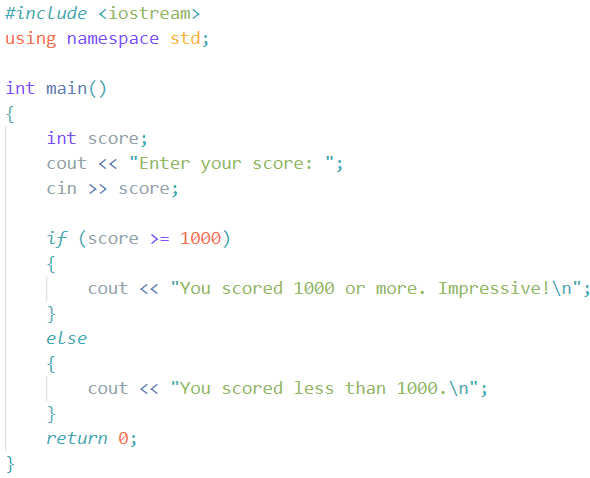 #include <iostream>
using namespace std;
int main()
{
    int score;
    cout << "Enter your score: ";
    cin >> score;
    if (score >= 1000)
    {
        cout << "You scored 1000 or more. Impressive!\n";
    }
    else
    {
        cout << "You scored less than 1000.\n";
    }
    return 0;
}